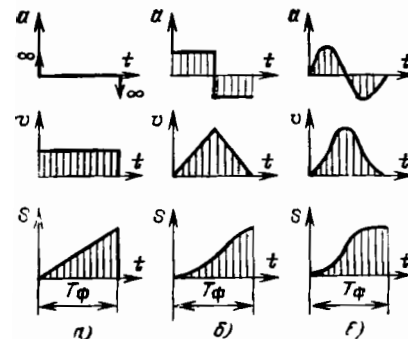 a a a
∞ t t t
∞
v v v
t t t
S S S
t t t
Tф Tф Tф
а) б) в)